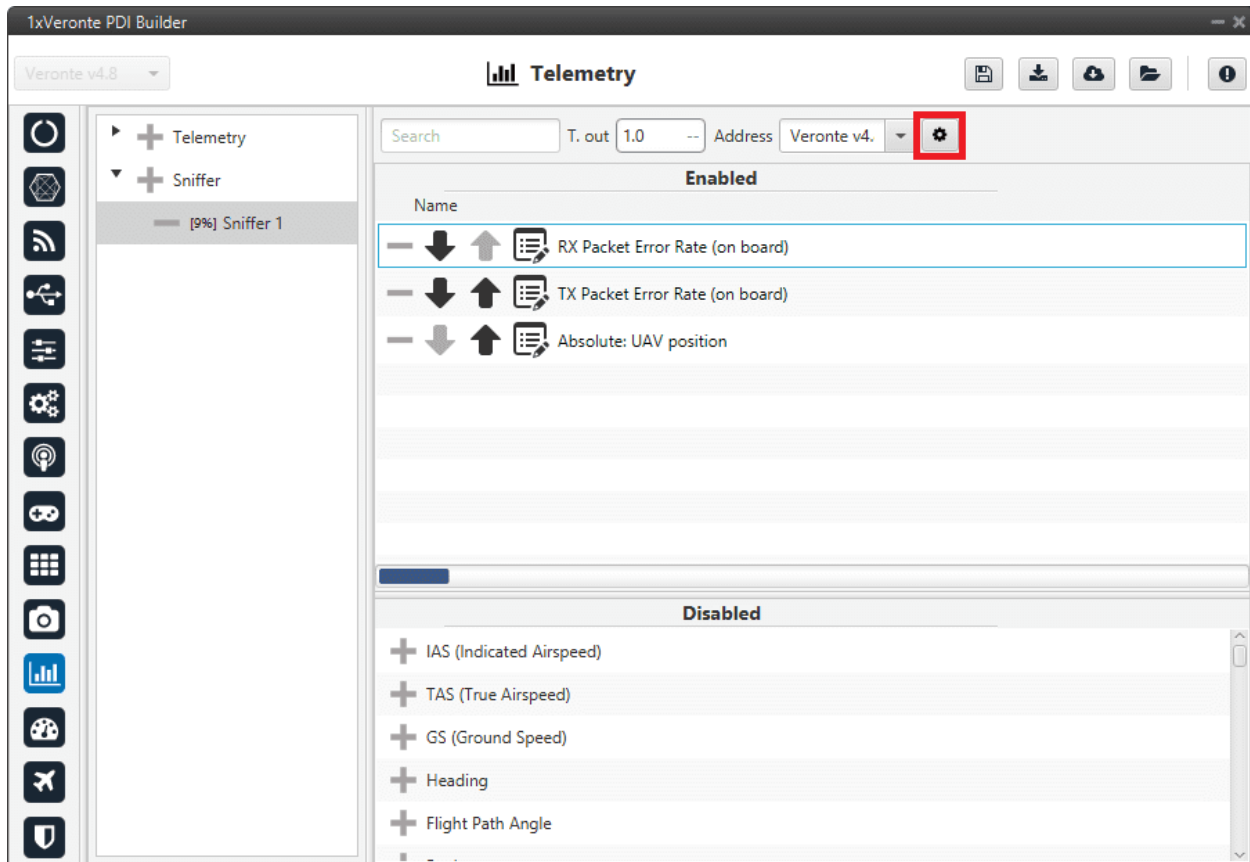 1xVeronte PDI Builder
Veronte v4.8
Telemetry
Telemetry
Sniffer
[9%] Sniffer 1
Search T. out 1.0 -- Address Veronte v4.
Enabled
Name
RX Packet Error Rate (on board)
TX Packet Error Rate (on board)
Absolute: UAV position
Disabled
IAS (Indicated Airspeed)
TAS (True Airspeed)
GS (Ground Speed)
Heading
Flight Path Angle